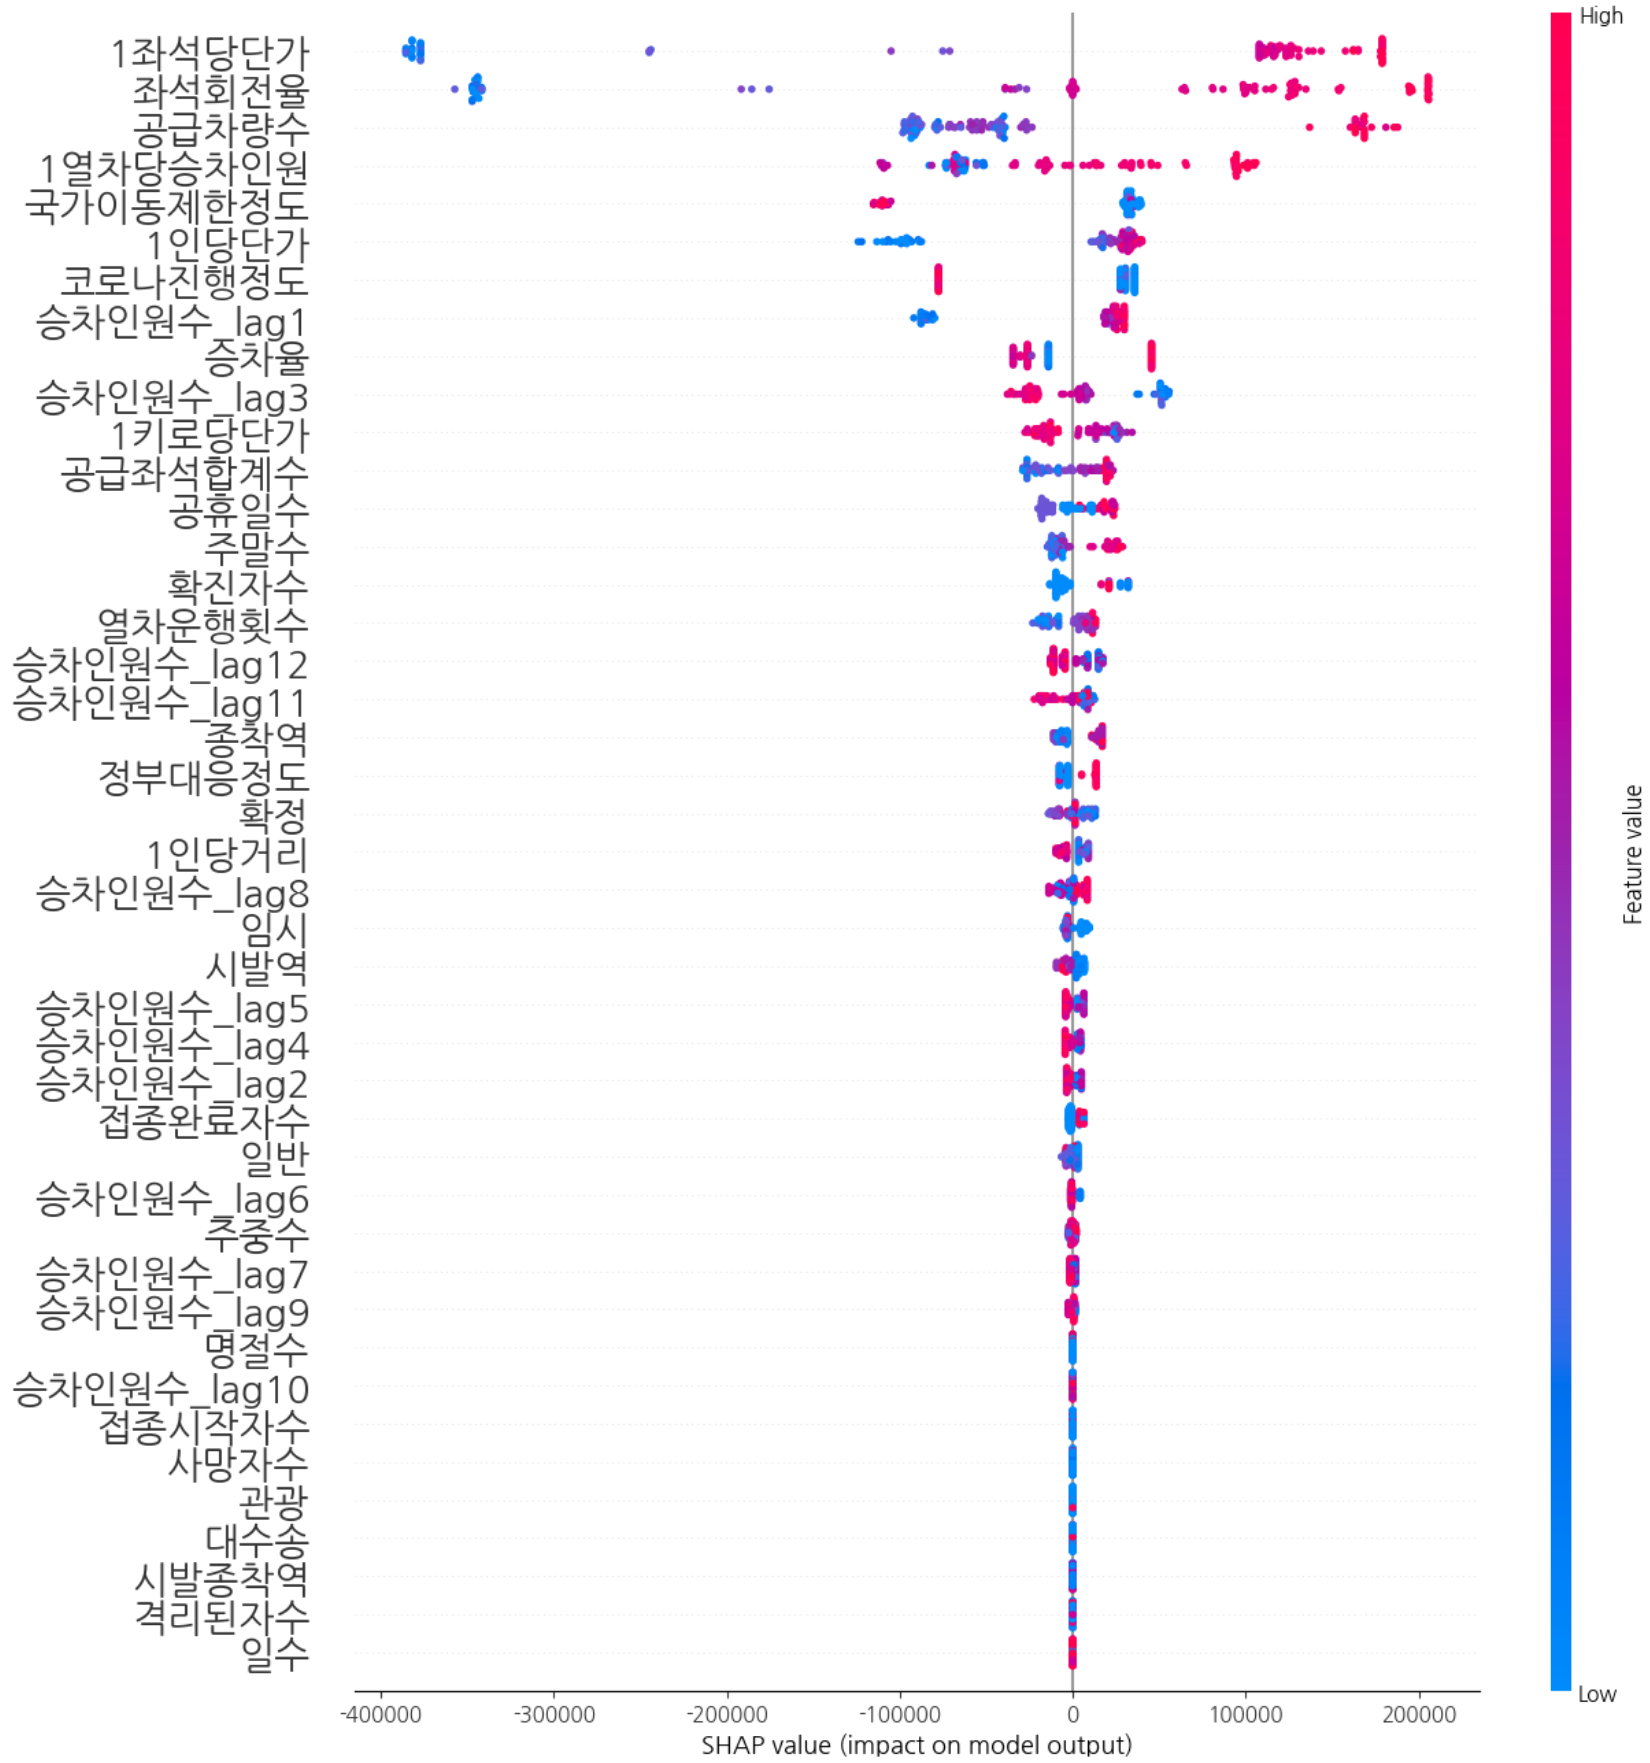 High
1좌석당단가
좌석회전율
공급차량수
1열차당승차인원
국가이동제한정도
1인당단가
코로나진행정도
승차인원수_lag1
승차율
승차인원수_lag3
1키로당단가
공급좌석합계수
공휴일수
주말수
확진자수
열차운행횟수
승차인원수_lag12
승차인원수_lag11
종착역
정부대응정도
확정
1인당거리
승차인원수_lag8
임시
시발역
승차인원수_lag5
승차인원수_lag4
승차인원수_lag2
접종완료자수
일반
승차인원수_lag6
주중수
승차인원수_lag7
승차인원수_lag9
명절수
승차인원수_lag10
접종시작자수
사망자수
관광
대수송
시발종착역
격리된자수
일수
Feature value
Low
-400000 -300000 -200000 -100000 0 100000 200000
SHAP value (impact on model output)